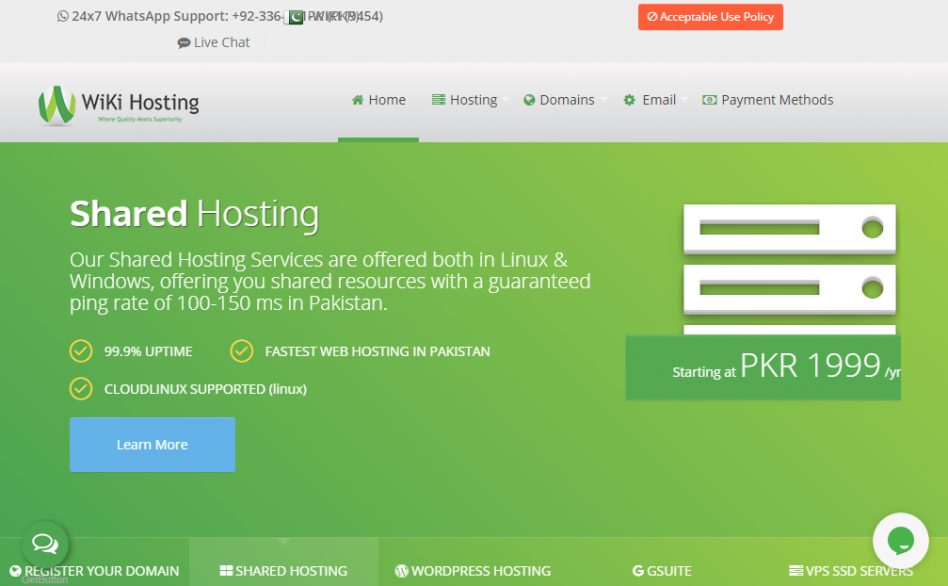 24x7 WhatsApp Support: +92-336-
9454)
Acceptable Use Policy
Live Chat
WiKi Hosting
Where Quality Meets Superiority
Home
Hosting
Domains
Email
Payment Methods
Shared Hosting
Our Shared Hosting Services are offered both in Linux &
Windows, offering you shared resources with a guaranteed
ping rate of 100-150 ms in Pakistan.
99.9% UPTIME
FASTEST WEB HOSTING IN PAKISTAN
CLOUDLINUX SUPPORTED (linux)
Starting at PKR 1999 /yr
Learn More
REGISTER YOUR DOMAIN
SHARED HOSTING
WORDPRESS HOSTING
GSUITE
VPS SSD SERVERS
GetButton